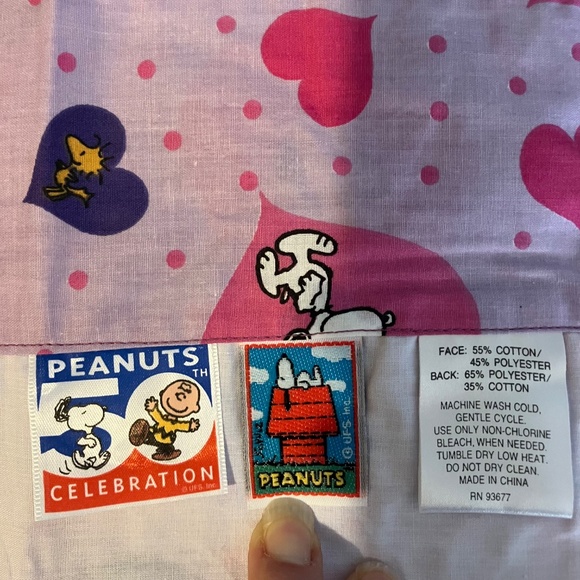 PEANUTS
50TH
CELEBRATION
© UFS, Inc.
SCHULZ
© UFS, Inc.
PEANUTS
FACE: 55% COTTON/
45% POLYESTER
BACK: 65% POLYESTER/
35% COTTON
MACHINE WASH COLD,
GENTLE CYCLE.
USE ONLY NON-CHLORINE
BLEACH, WHEN NEEDED.
TUMBLE DRY LOW HEAT.
DO NOT DRY CLEAN.
MADE IN CHINA
RN 93677